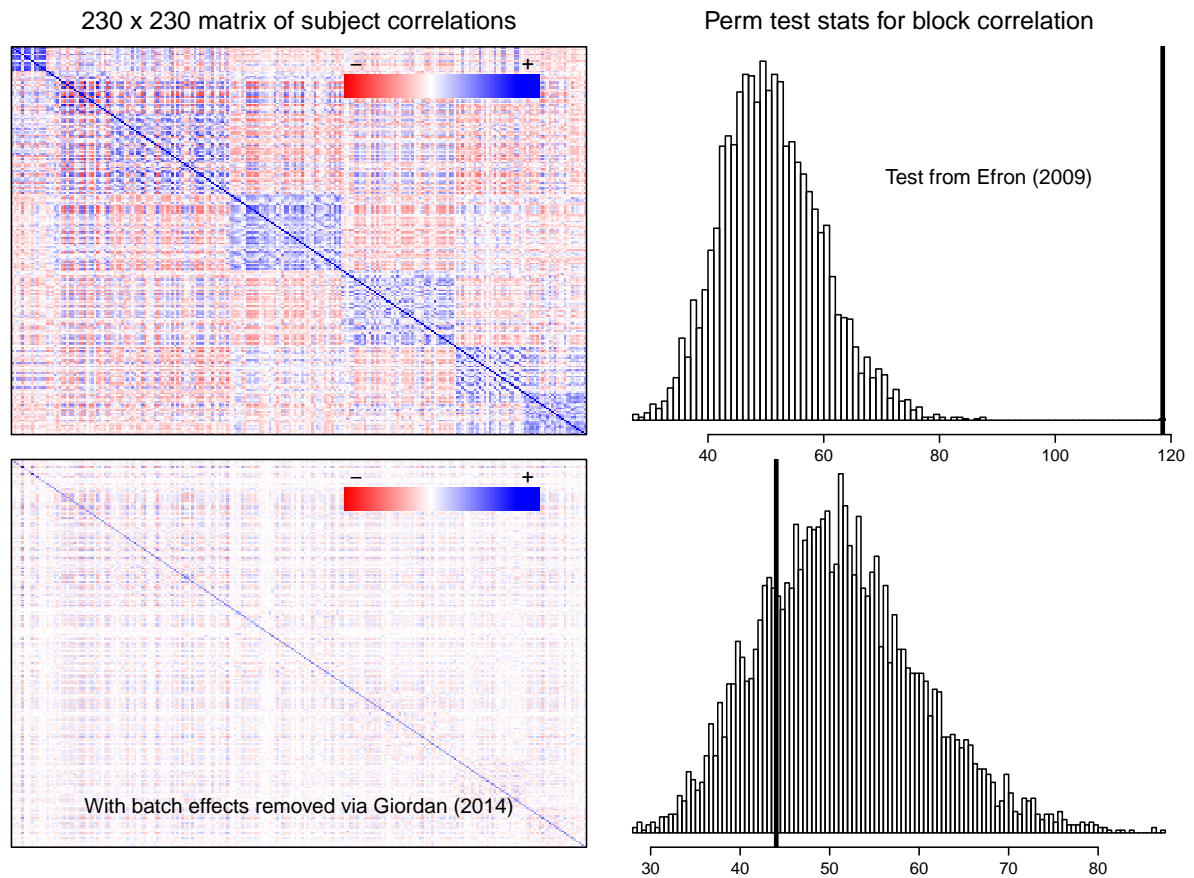 230 x 230 matrix of subject correlations
Perm test stats for block correlation
− +
Test from Efron (2009)
40 60 80 100 120
− +
With batch effects removed via Giordan (2014)
30 40 50 60 70 80